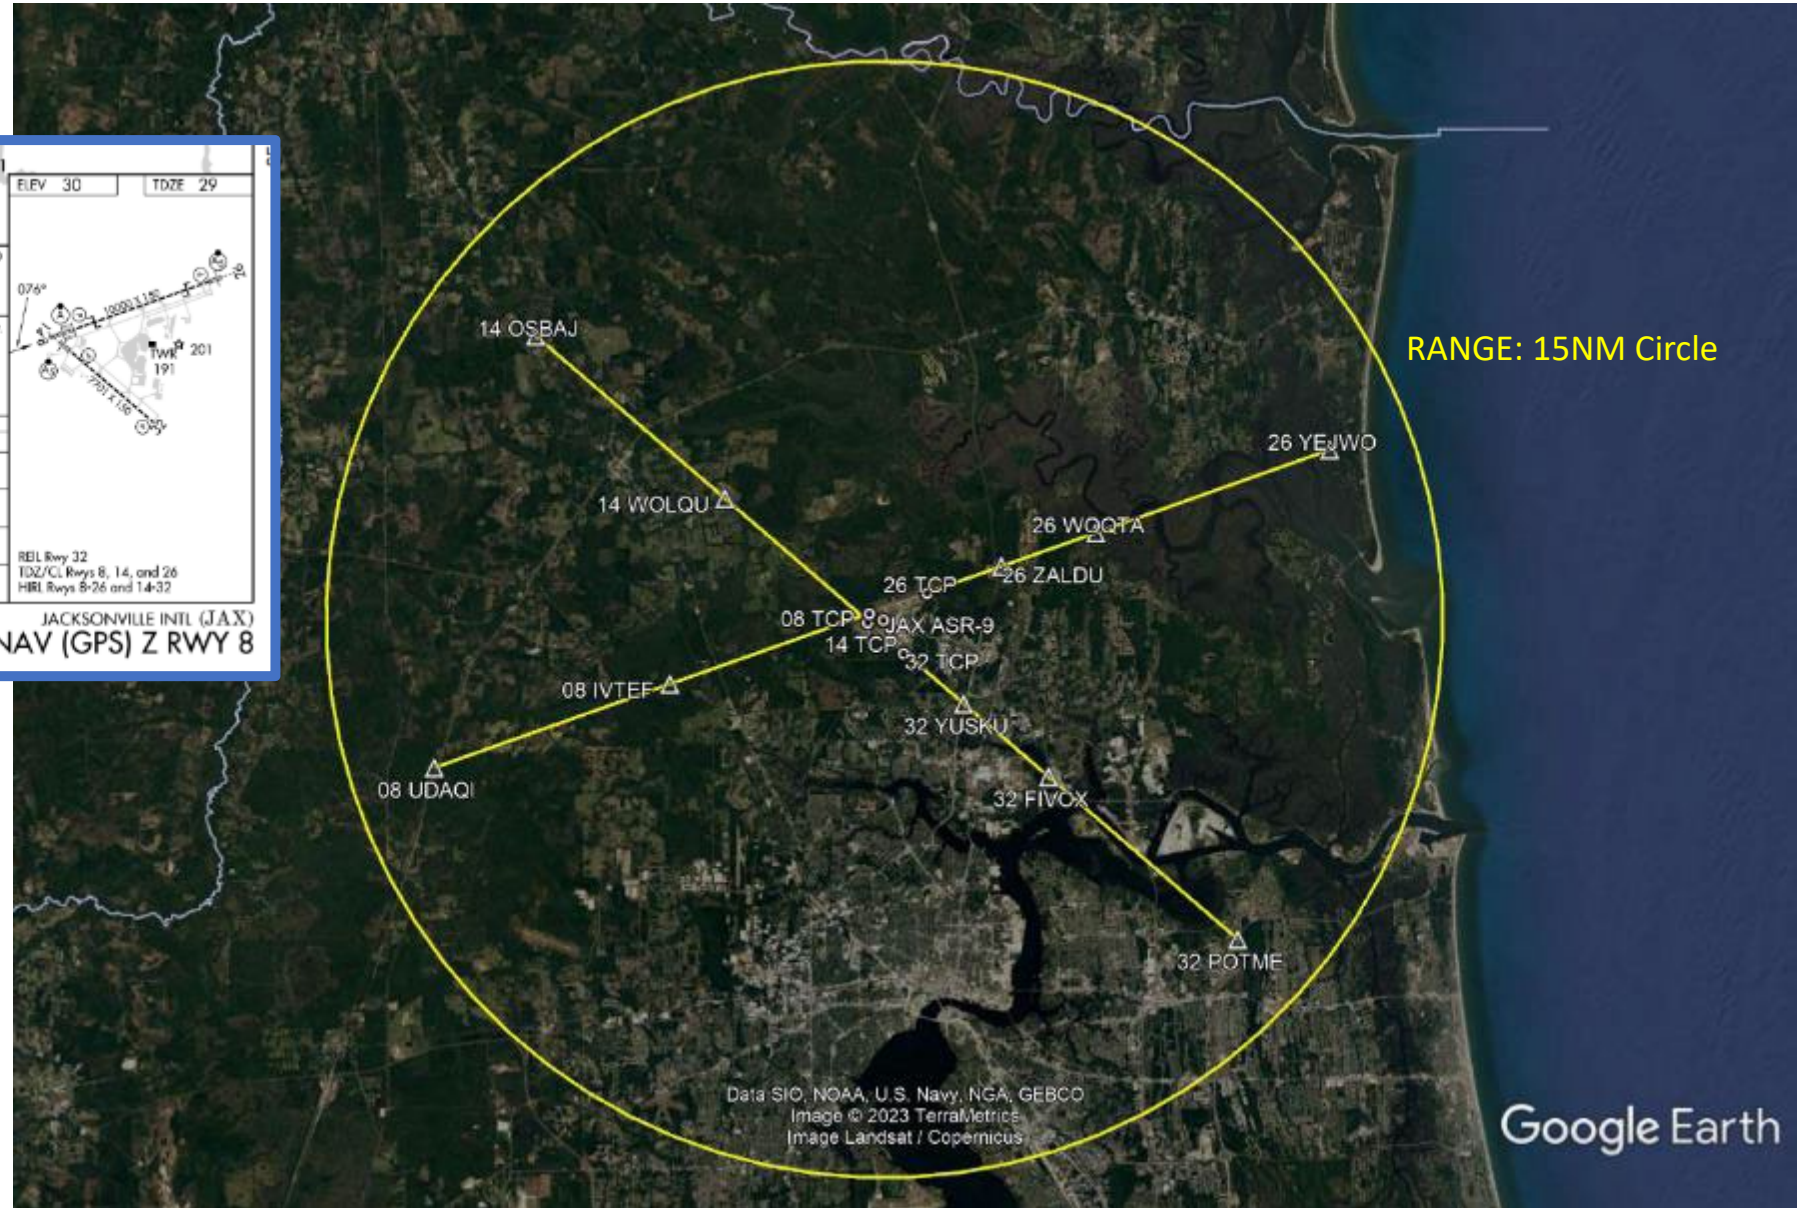 ELEV 30
TDZE 29
076°
26
10000 X 150
TWR
201
191
7701 X 150
32
REIL Rwy 32
TDZ/CL Rwys 8, 14, and 26
HIRL Rwys 8-26 and 14-32
JACKSONVILLE INTL (JAX)
NAV (GPS) Z RWY 8
14 OSBAJ
RANGE: 15NM Circle
26 YEJWO
14 WOLQU
26 WOQTA
26 ZALDU
26 TCP
08 TCP
JAX ASR-9
14 TCP
32 TCP
08 IVTEF
32 YUSKU
08 UDAQI
32 FIVOX
32 POTME
Data SIO, NOAA, U.S. Navy, NGA, GEBCO
Image © 2023 TerraMetrics
Image Landsat / Copernicus
Google Earth